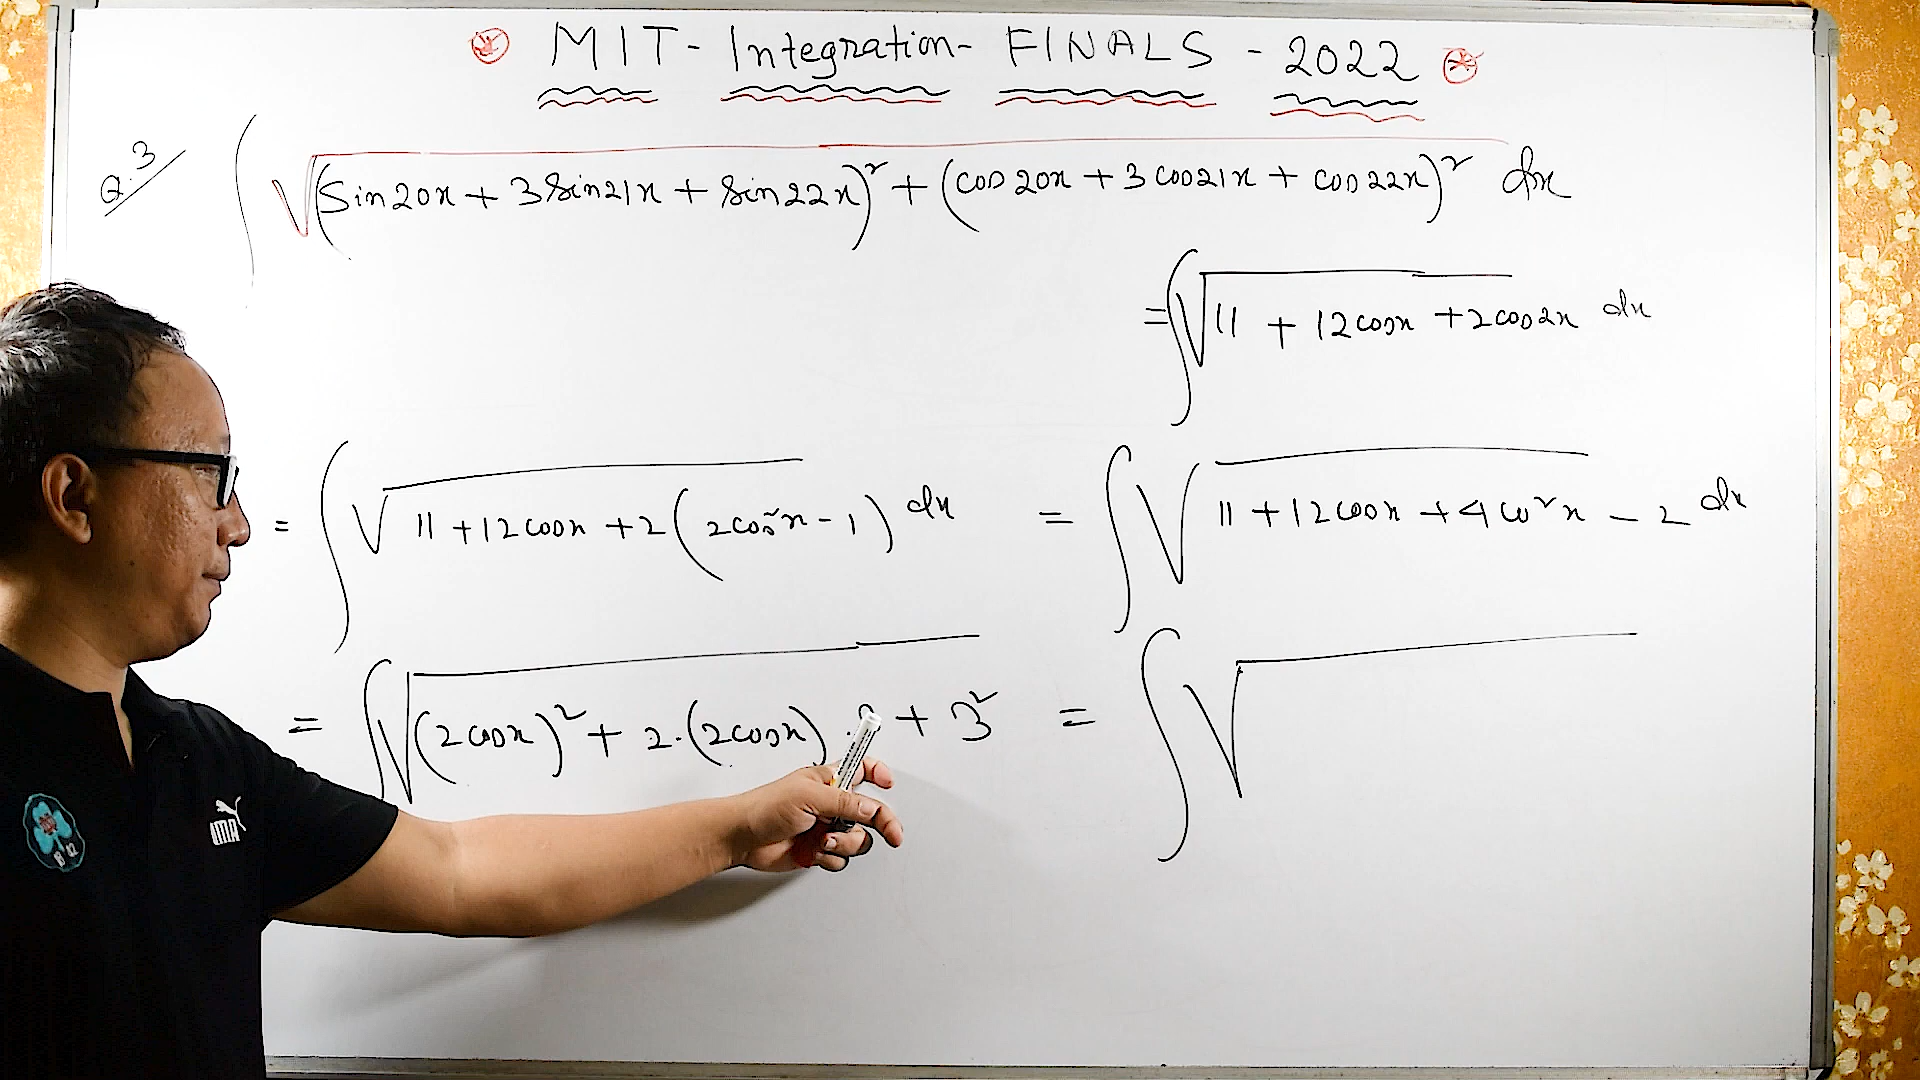 MIT - Integration - FINALS - 2022
Q.3 ∫ √(Sin20x + 3Sin21x + Sin22x)² + (cos20x + 3cos21x + cos22x)² dx
= ∫ √11 + 12cosx + 2cos2x dx
= ∫ √11 + 12cosx + 2(2cos²x - 1) dx = ∫ √11 + 12cosx + 4cos²x - 2 dx
= ∫ √(2cosx)² + 2.(2cosx) . + 3² = ∫ √
PUMA